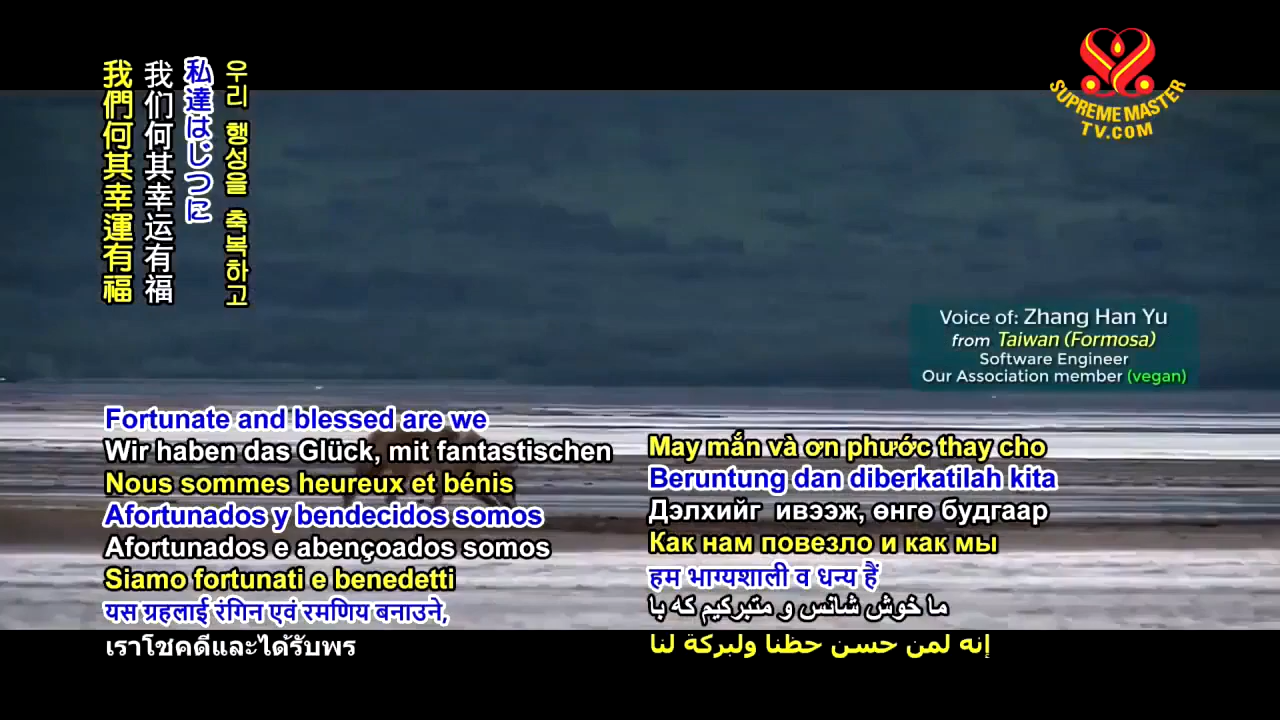 我們何其幸運有福
我们何其幸运有福
私達はじつに
우리 행성을 축복하고
SUPREME MASTER
TV.COM
Voice of: Zhang Han Yu
from Taiwan (Formosa)
Software Engineer
Our Association member (vegan)
Fortunate and blessed are we
Wir haben das Glück, mit fantastischen
Nous sommes heureux et bénis
Afortunados y bendecidos somos
Afortunados e abençoados somos
Siamo fortunati e benedetti
यस ग्रहलाई रंगिन एवं रमणिय बनाउने,
เราโชคดีและได้รับพร
May mắn và ơn phước thay cho
Beruntung dan diberkatilah kita
Дэлхийг ивээж, өнгө будгаар
Как нам повезло и как мы
हम भाग्यशाली व धन्य हैं
ما خوش شانس و متبرکیم که با
إنه لمن حسن حظنا ولبركة لنا